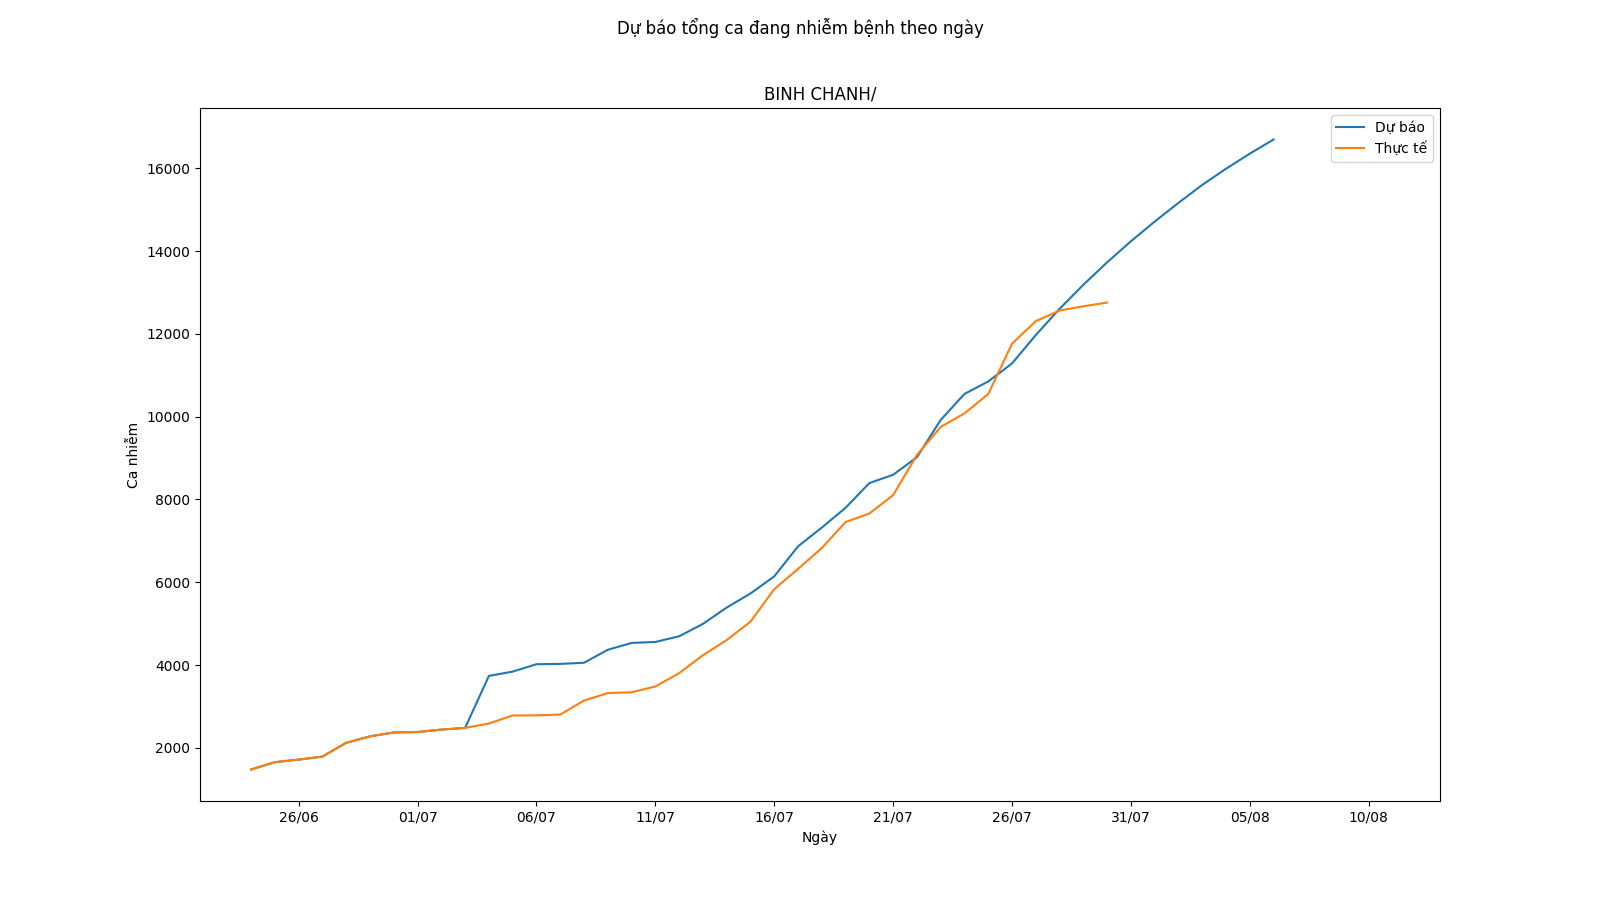 Dự báo tổng ca đang nhiễm bệnh theo ngày
BINH CHANH/
Dự báo
Thực tế
16000
14000
12000
10000
8000
6000
4000
2000
Ca nhiễm
26/06 01/07 06/07 11/07 16/07 21/07 26/07 31/07 05/08 10/08
Ngày